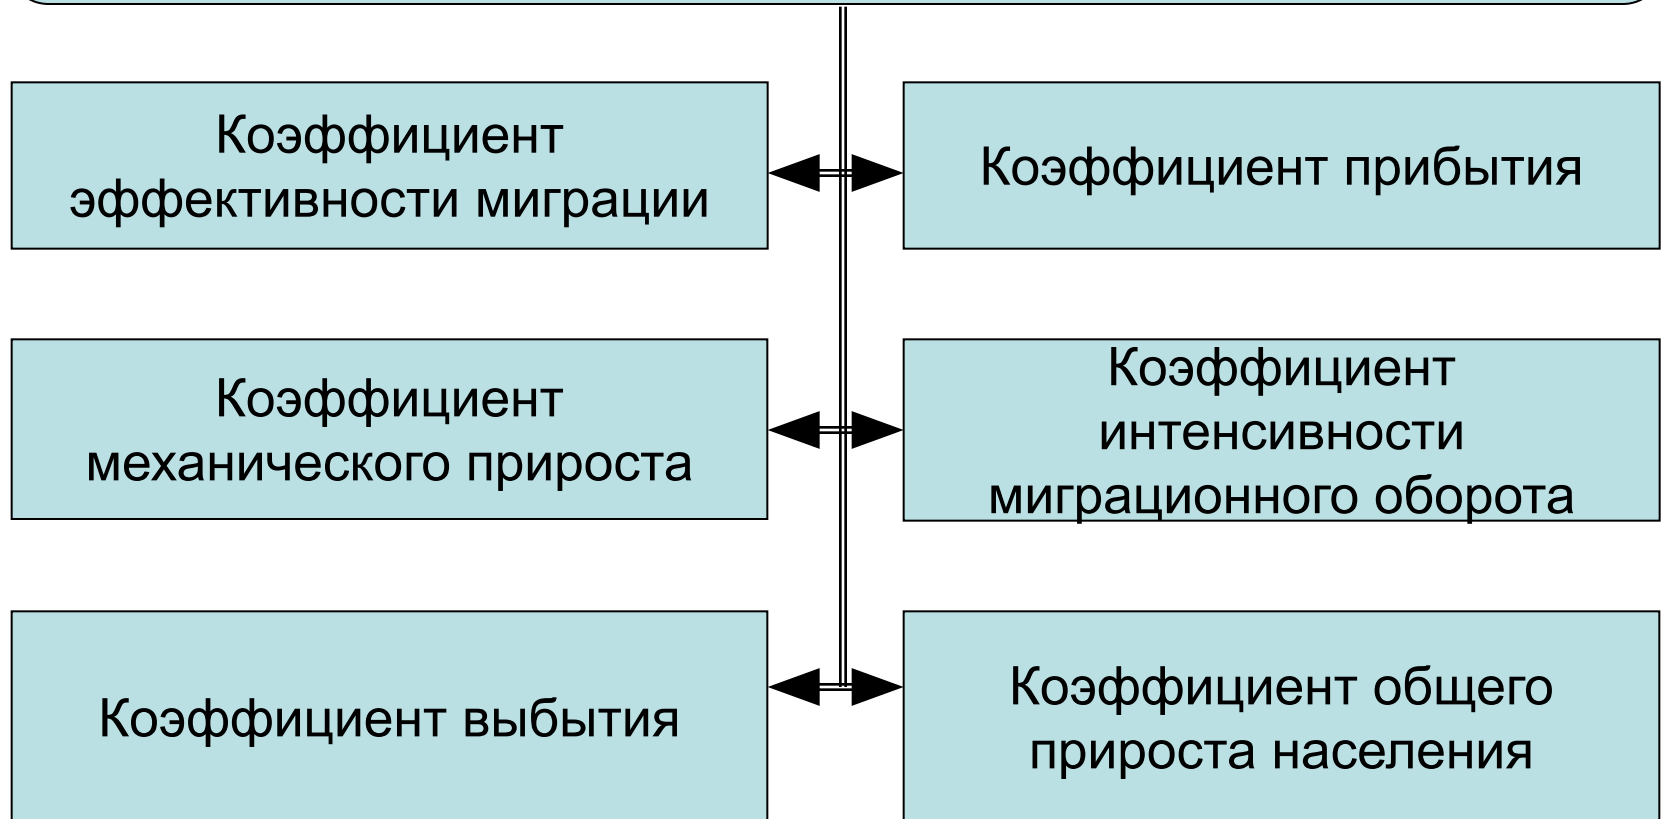 Коэффициент
эффективности миграции
Коэффициент прибытия
Коэффициент
механического прироста
Коэффициент
интенсивности
миграционного оборота
Коэффициент выбытия
Коэффициент общего
прироста населения